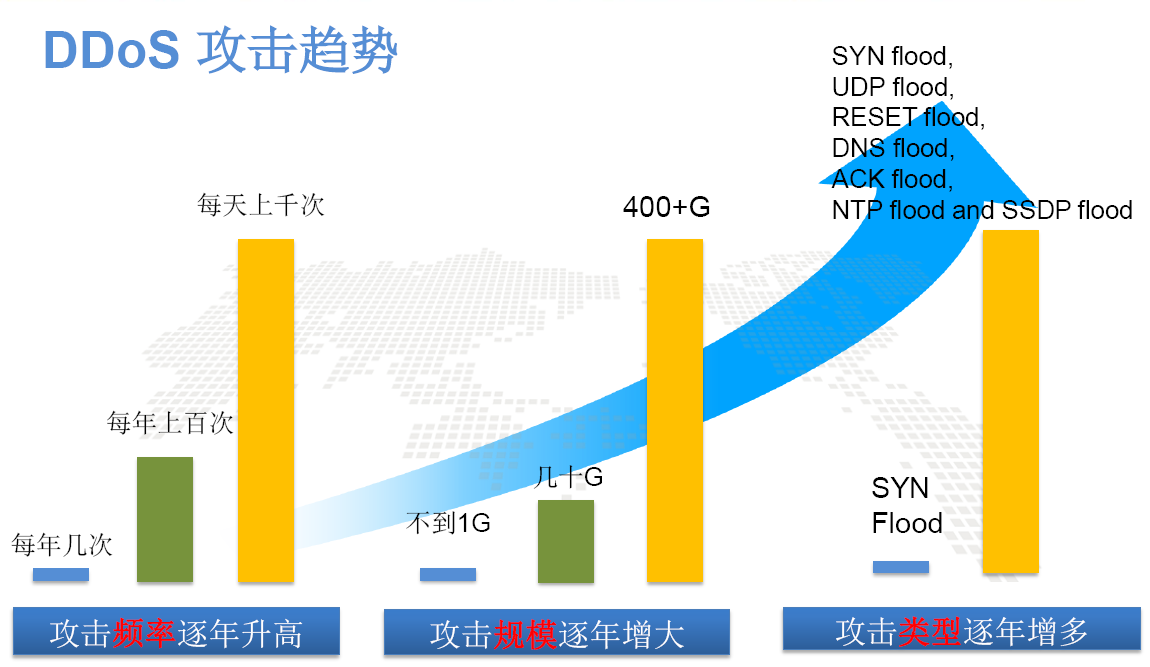 DDoS 攻击趋势
SYN flood,
UDP flood,
RESET flood,
DNS flood,
ACK flood,
NTP flood and SSDP flood
每天上千次
400+G
每年上百次
几十G
SYN
Flood
不到1G
每年几次
攻击频率逐年升高
攻击规模逐年增大
攻击类型逐年增多